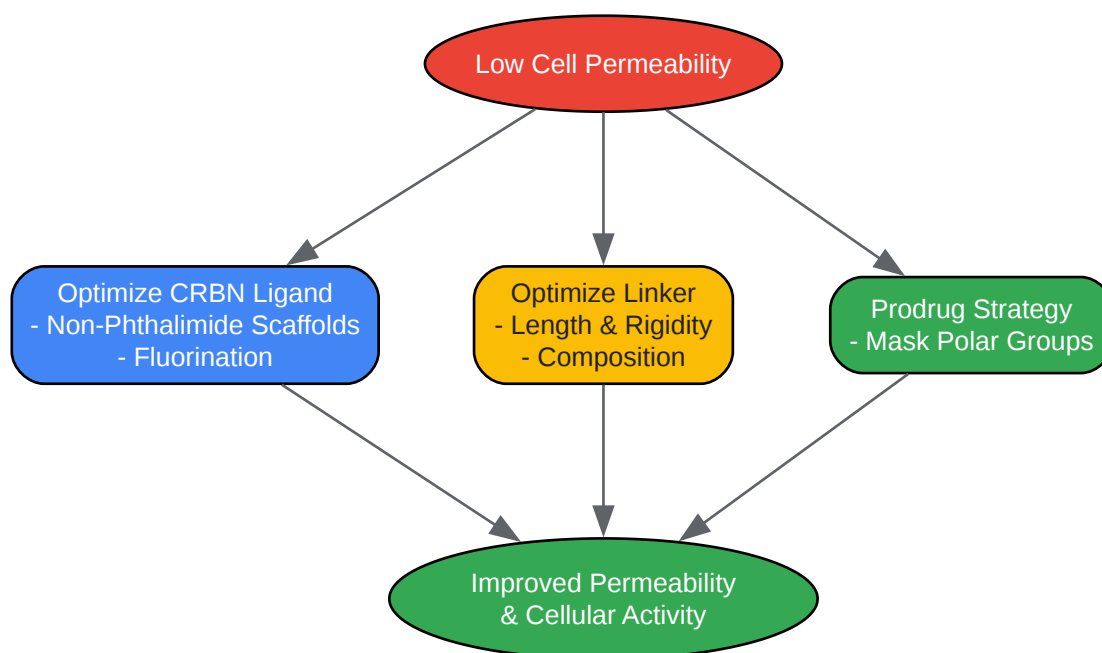 Low Cell Permeability
Optimize CRBN Ligand
- Non-Phthalimide Scaffolds
- Fluorination
Optimize Linker
- Length & Rigidity
- Composition
Prodrug Strategy
- Mask Polar Groups
Improved Permeability
& Cellular Activity